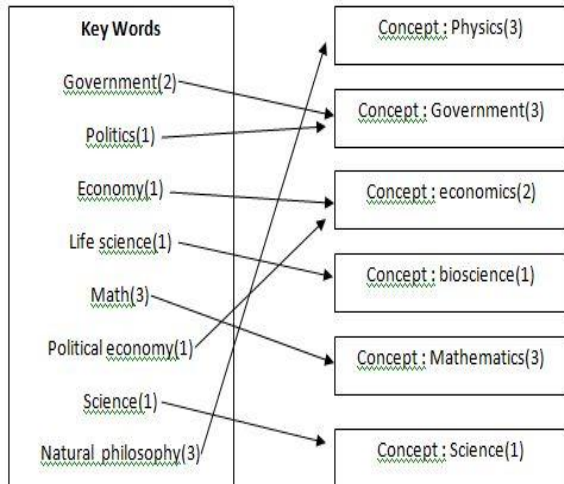 Key Words
Government(2)
Politics(1)
Economy(1)
Life science(1)
Math(3)
Political economy(1)
Science(1)
Natural philosophy(3)
Concept : Physics(3)
Concept : Government(3)
Concept : economics(2)
Concept : bioscience(1)
Concept : Mathematics(3)
Concept : Science(1)